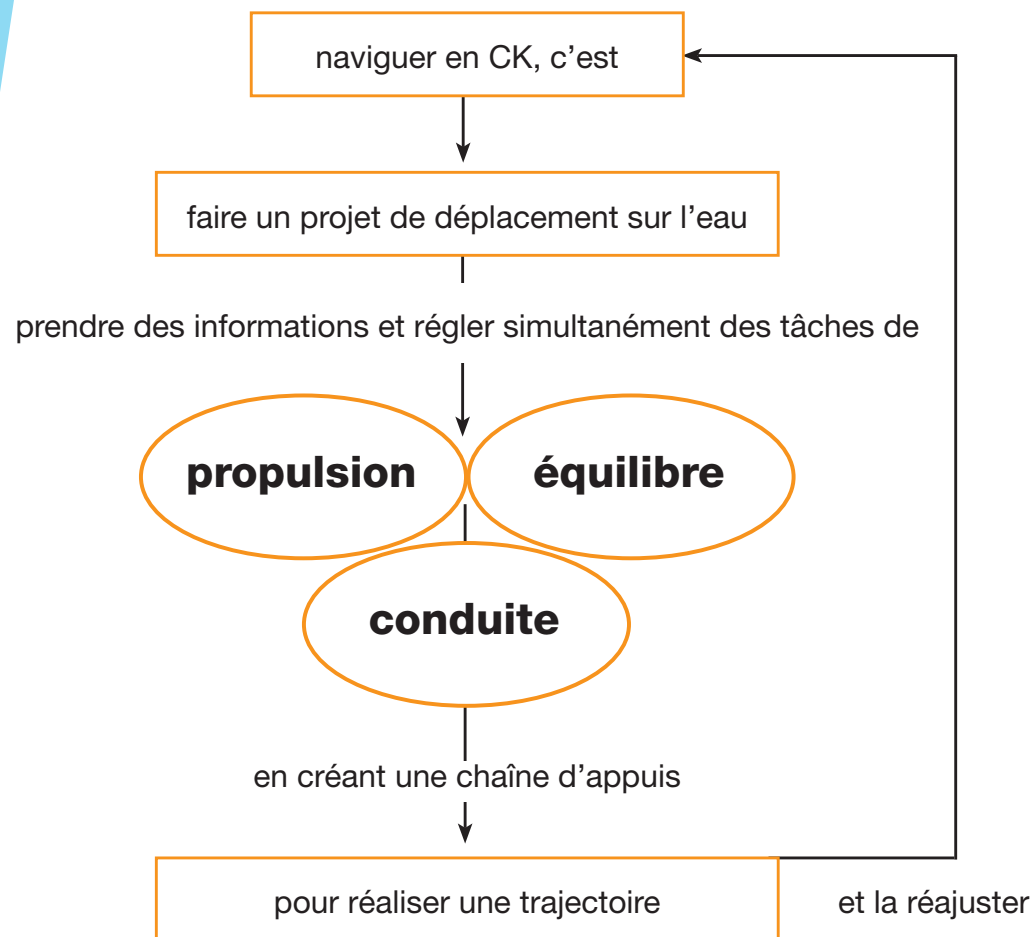 naviguer en CK, c’est
faire un projet de déplacement sur l’eau
prendre des informations et régler simultanément des tâches de
propulsion
équilibre
conduite
en créant une chaîne d’appuis
pour réaliser une trajectoire
et la réajuster